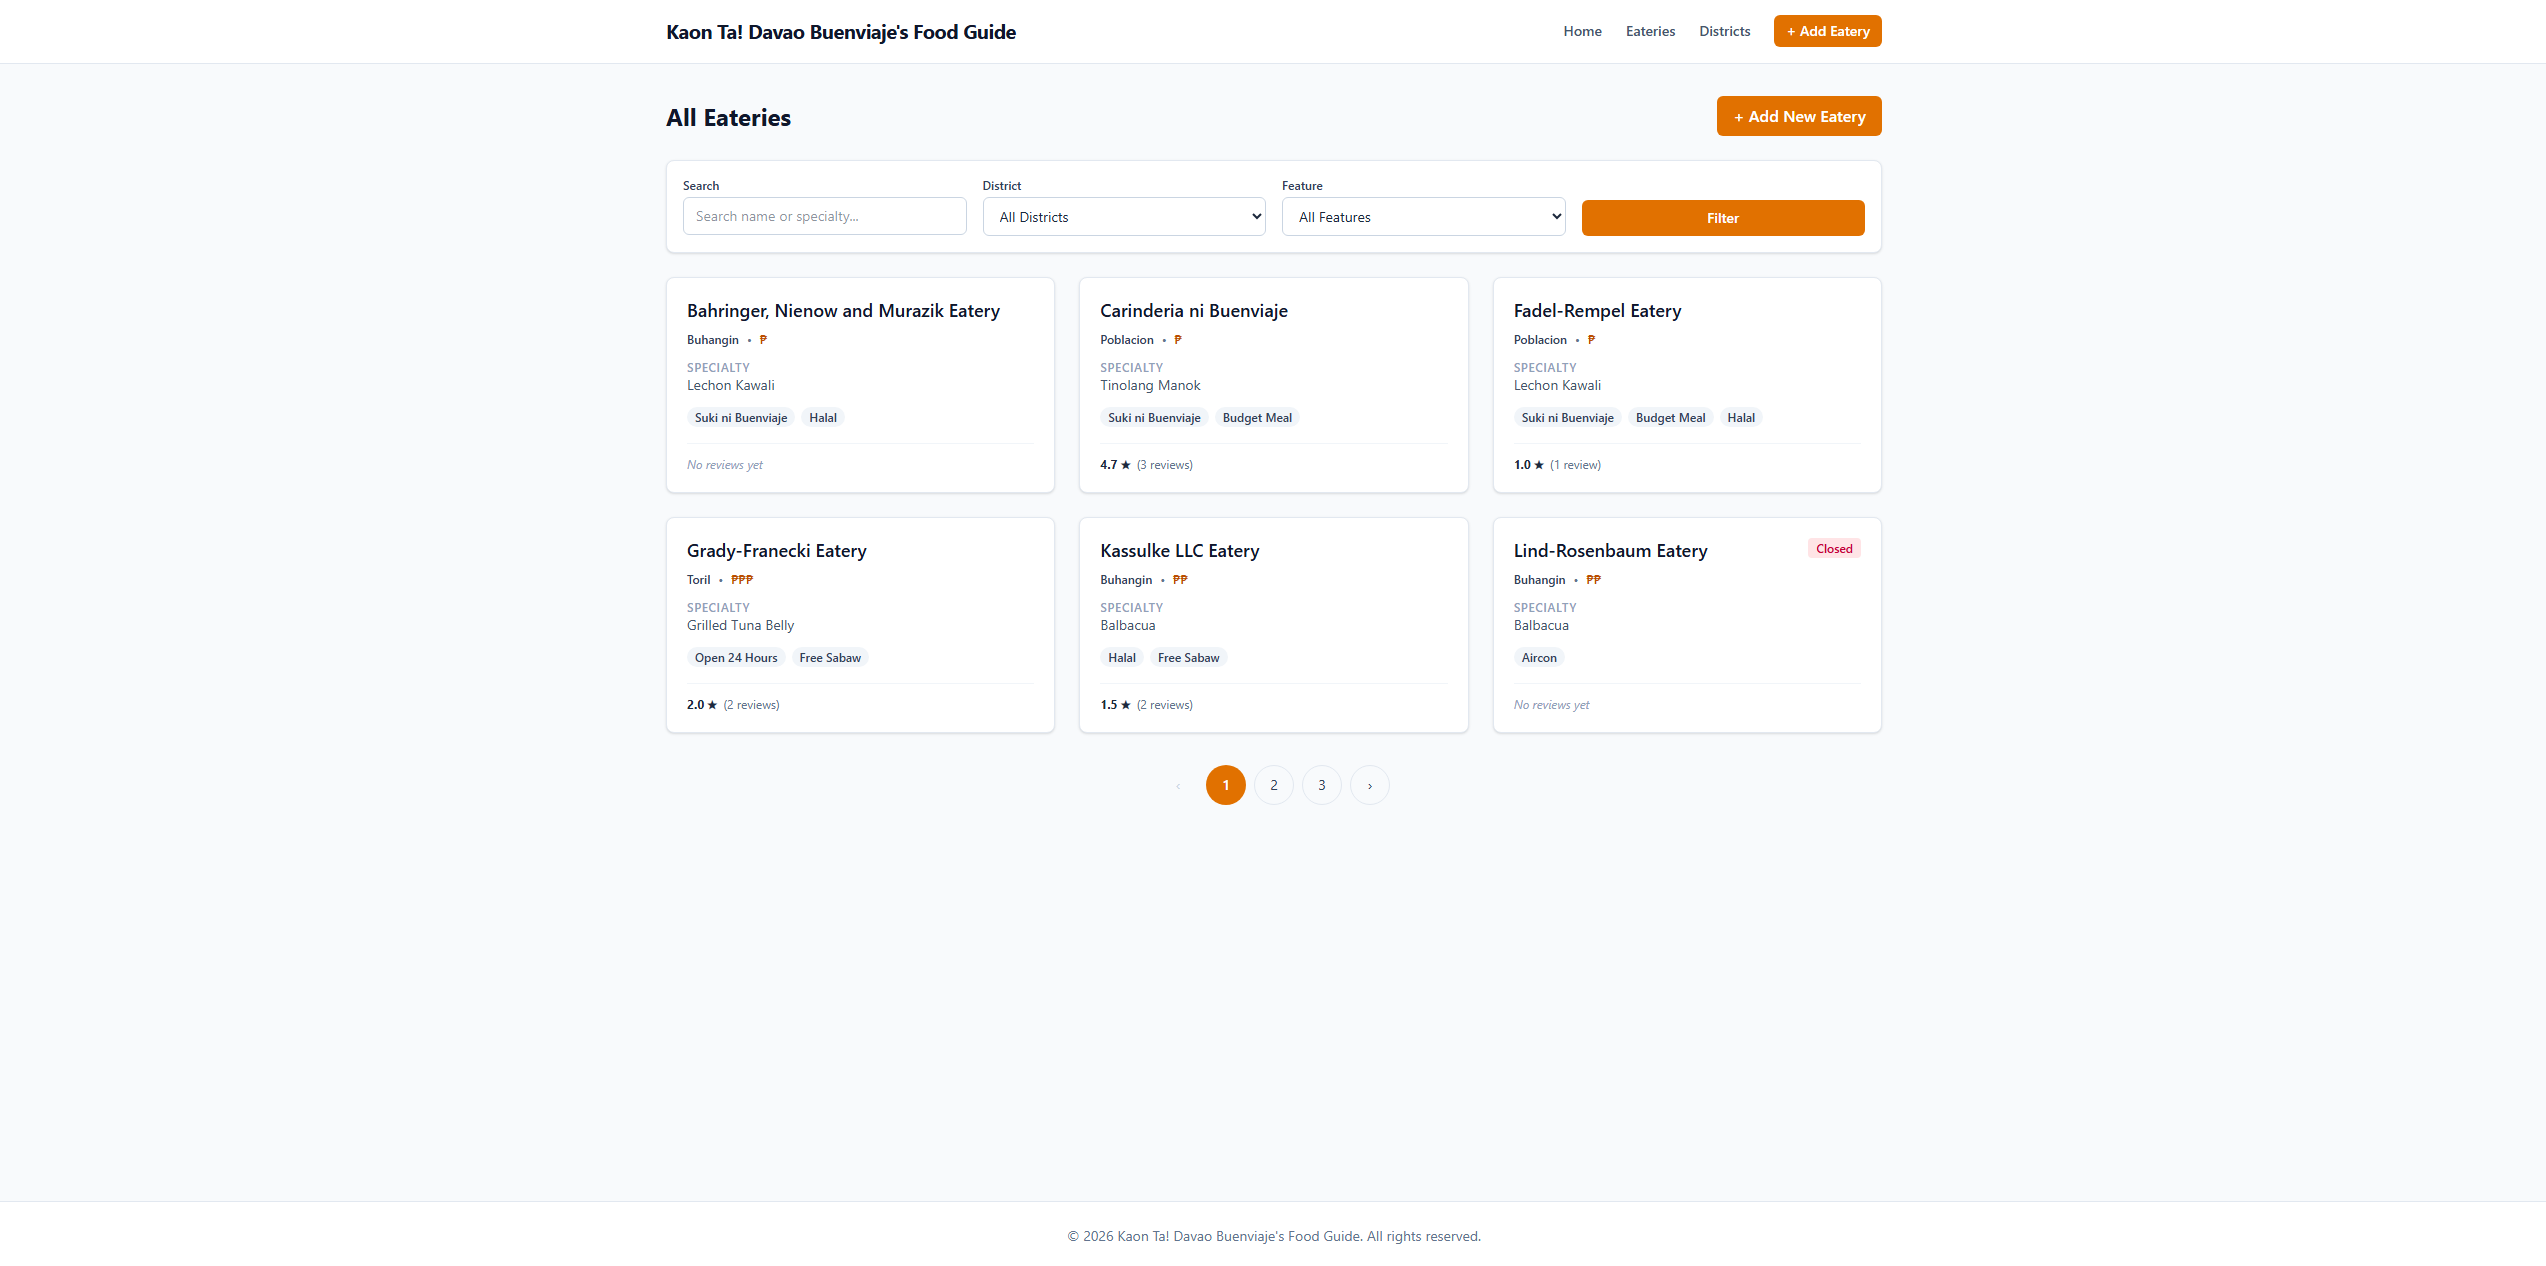 Kaon Ta! Davao Buenviaje's Food Guide
Home
Eateries
Districts
+ Add Eatery
All Eateries
+ Add New Eatery
Search
Search name or specialty...
District
All Districts
Feature
All Features
Filter
Bahringer, Nienow and Murazik Eatery
Buhangin • ₱
SPECIALTY
Lechon Kawali
Suki ni Buenviaje Halal
No reviews yet
Carinderia ni Buenviaje
Poblacion • ₱
SPECIALTY
Tinolang Manok
Suki ni Buenviaje Budget Meal
4.7 ★ (3 reviews)
Fadel-Rempel Eatery
Poblacion • ₱
SPECIALTY
Lechon Kawali
Suki ni Buenviaje Budget Meal Halal
1.0 ★ (1 review)
Grady-Franecki Eatery
Toril • ₱₱₱
SPECIALTY
Grilled Tuna Belly
Open 24 Hours Free Sabaw
2.0 ★ (2 reviews)
Kassulke LLC Eatery
Buhangin • ₱₱
SPECIALTY
Balbacua
Halal Free Sabaw
1.5 ★ (2 reviews)
Lind-Rosenbaum Eatery
Closed
Buhangin • ₱₱
SPECIALTY
Balbacua
Aircon
No reviews yet
‹ 1 2 3 ›
© 2026 Kaon Ta! Davao Buenviaje's Food Guide. All rights reserved.